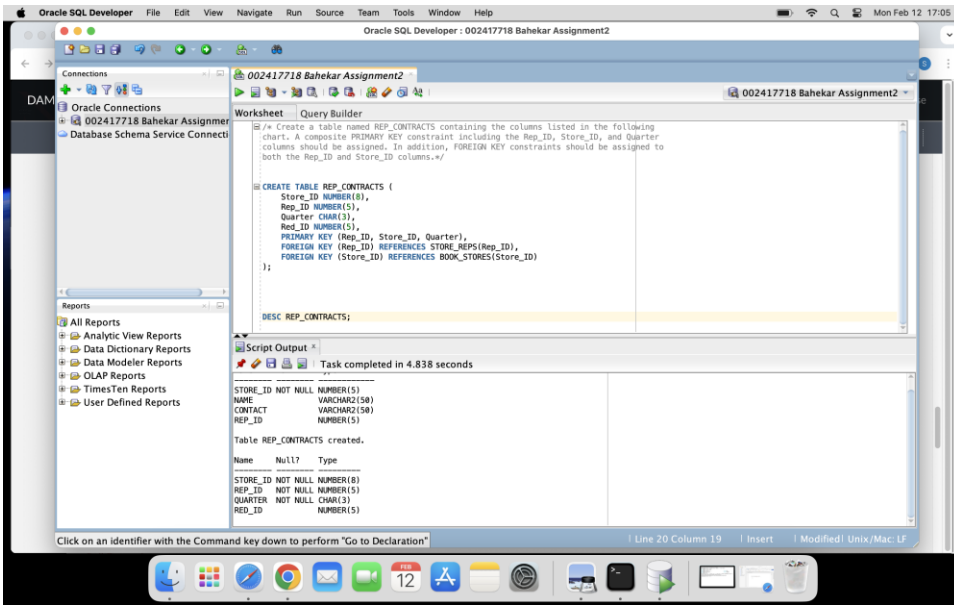 Oracle SQL Developer File Edit View Navigate Run Source Team Tools Window Help Mon Feb 12 17:05
Oracle SQL Developer : 002417718 Bahekar Assignment2
Connections
002417718 Bahekar Assignment2
DAM
Oracle Connections
002417718 Bahekar Assignmer
Database Schema Service Connecti
002417718 Bahekar Assignment2
Worksheet Query Builder
/* Create a table named REP_CONTRACTS containing the columns listed in the following
chart. A composite PRIMARY KEY constraint including the Rep_ID, Store_ID, and Quarter
columns should be assigned. In addition, FOREIGN KEY constraints should be assigned to
both the Rep_ID and Store_ID columns.*/
CREATE TABLE REP_CONTRACTS (
Store_ID NUMBER(8),
Rep_ID NUMBER(5),
Quarter CHAR(3),
Red_ID NUMBER(5),
PRIMARY KEY (Rep_ID, Store_ID, Quarter),
FOREIGN KEY (Rep_ID) REFERENCES STORE_REPS(Rep_ID),
FOREIGN KEY (Store_ID) REFERENCES BOOK_STORES(Store_ID)
);
DESC REP_CONTRACTS;
Reports
All Reports
Analytic View Reports
Data Dictionary Reports
Data Modeler Reports
OLAP Reports
TimesTen Reports
User Defined Reports
Script Output
Task completed in 4.838 seconds
STORE_ID NOT NULL NUMBER(5)
NAME VARCHAR2(50)
CONTACT VARCHAR2(50)
REP_ID NUMBER(5)
Table REP_CONTRACTS created.
Name Null? Type
STORE_ID NOT NULL NUMBER(8)
REP_ID NOT NULL NUMBER(5)
QUARTER NOT NULL CHAR(3)
RED_ID NUMBER(5)
Click on an identifier with the Command key down to perform "Go to Declaration"
Line 20 Column 19 Insert Modified Unix/Mac: LF
FEB
12